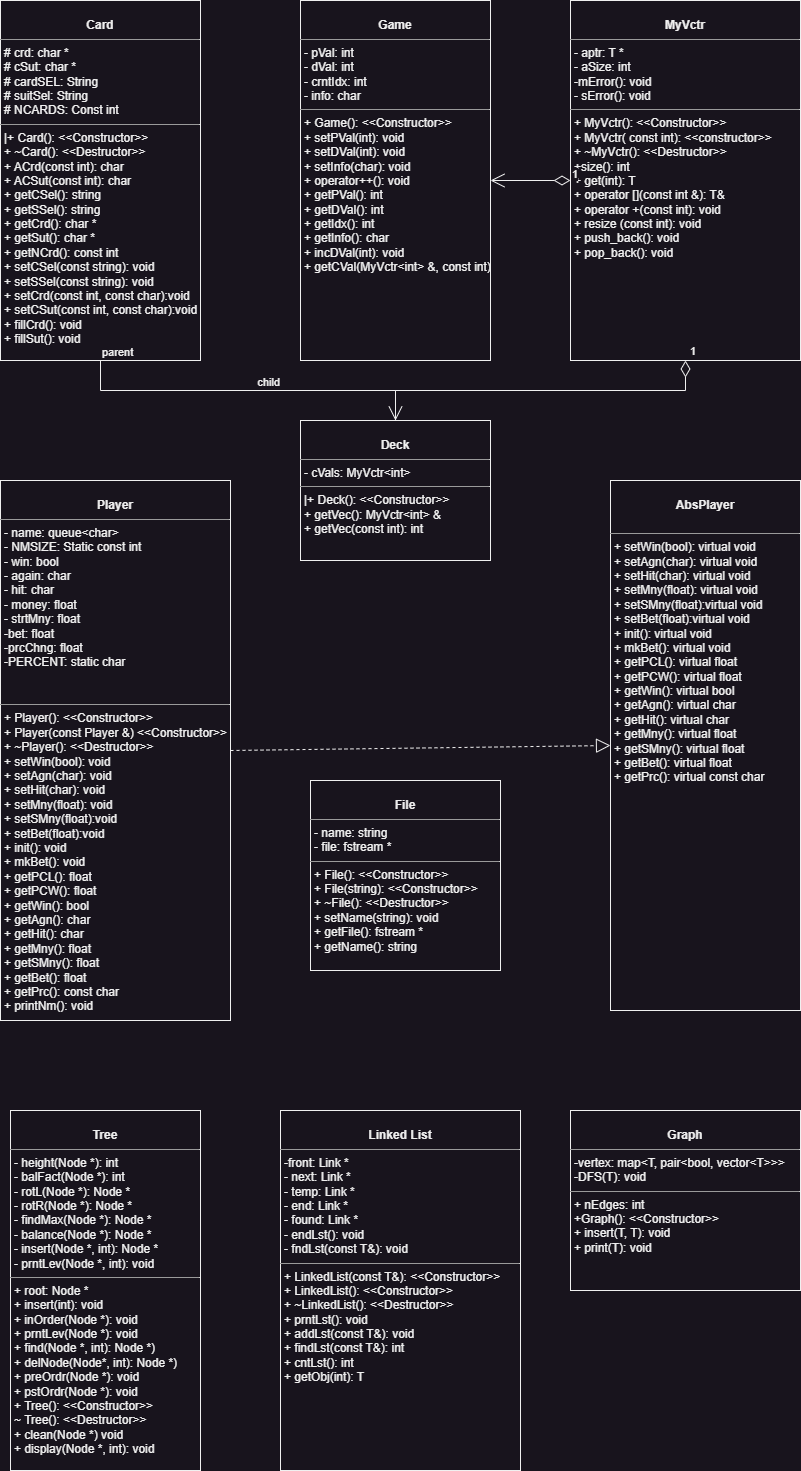 Card
# crd: char *
# cSut: char *
# cardSEL: String
# suitSel: String
# NCARDS: Const int
|+ Card(): <<Constructor>>
+ ~Card(): <<Destructor>>
+ ACrd(const int): char
+ ACSut(const int): char
+ getCSel(): string
+ getSSel(): string
+ getCrd(): char *
+ getSut(): char *
+ getNCrd(): const int
+ setCSel(const string): void
+ setSSel(const string): void
+ setCrd(const int, const char):void
+ setCSut(const int, const char):void
+ fillCrd(): void
+ fillSut(): void
Game
- pVal: int
- dVal: int
- crntIdx: int
- info: char
+ Game(): <<Constructor>>
+ setPVal(int): void
+ setDVal(int): void
+ setInfo(char): void
+ operator++(): void
+ getPVal(): int
+ getDVal(): int
+ getIdx(): int
+ getInfo(): char
+ incDVal(int): void
+ getCVal(MyVctr<int> &, const int)
MyVctr
- aptr: T *
- aSize: int
-mError(): void
- sError(): void
+ MyVctr(): <<Constructor>>
+ MyVctr( const int): <<constructor>>
+ ~MyVctr(): <<Destructor>>
+size(): int
- get(int): T
+ operator [](const int &): T&
+ operator +(const int): void
+ resize (const int): void
+ push_back(): void
+ pop_back(): void
1
parent
child
1
Deck
- cVals: MyVctr<int>
|+ Deck(): <<Constructor>>
+ getVec(): MyVctr<int> &
+ getVec(const int): int
Player
- name: queue<char>
- NMSIZE: Static const int
- win: bool
- again: char
- hit: char
- money: float
- strtMny: float
-bet: float
-prcChng: float
-PERCENT: static char
+ Player(): <<Constructor>>
+ Player(const Player &) <<Constructor>>
+ ~Player(): <<Destructor>>
+ setWin(bool): void
+ setAgn(char): void
+ setHit(char): void
+ setMny(float): void
+ setSMny(float):void
+ setBet(float):void
+ init(): void
+ mkBet(): void
+ getPCL(): float
+ getPCW(): float
+ getWin(): bool
+ getAgn(): char
+ getHit(): char
+ getMny(): float
+ getSMny(): float
+ getBet(): float
+ getPrc(): const char
+ printNm(): void
AbsPlayer
+ setWin(bool): virtual void
+ setAgn(char): virtual void
+ setHit(char): virtual void
+ setMny(float): virtual void
+ setSMny(float):virtual void
+ setBet(float):virtual void
+ init(): virtual void
+ mkBet(): virtual void
+ getPCL(): virtual float
+ getPCW(): virtual float
+ getWin(): virtual bool
+ getAgn(): virtual char
+ getHit(): virtual char
+ getMny(): virtual float
+ getSMny(): virtual float
+ getBet(): virtual float
+ getPrc(): virtual const char
File
- name: string
- file: fstream *
+ File(): <<Constructor>>
+ File(string): <<Constructor>>
+ ~File(): <<Destructor>>
+ setName(string): void
+ getFile(): fstream *
+ getName(): string
Tree
- height(Node *): int
- balFact(Node *): int
- rotL(Node *): Node *
- rotR(Node *): Node *
- findMax(Node *): Node *
- balance(Node *): Node *
- insert(Node *, int): Node *
- prntLev(Node *, int): void
+ root: Node *
+ insert(int): void
+ inOrder(Node *): void
+ prntLev(Node *): void
+ find(Node *, int): Node *)
+ delNode(Node*, int): Node *)
+ preOrdr(Node *): void
+ pstOrdr(Node *): void
+ Tree(): <<Constructor>>
~ Tree(): <<Destructor>>
+ clean(Node *) void
+ display(Node *, int): void
Linked List
-front: Link *
- next: Link *
- temp: Link *
- end: Link *
- found: Link *
- endLst(): void
- fndLst(const T&): void
+ LinkedList(const T&): <<Constructor>>
+ LinkedList(): <<Constructor>>
+ ~LinkedList(): <<Destructor>>
+ prntLst(): void
+ addLst(const T&): void
+ findLst(const T&): int
+ cntLst(): int
+ getObj(int): T
Graph
-vertex: map<T, pair<bool, vector<T>>>
-DFS(T): void
+ nEdges: int
+Graph(): <<Constructor>>
+ insert(T, T): void
+ print(T): void